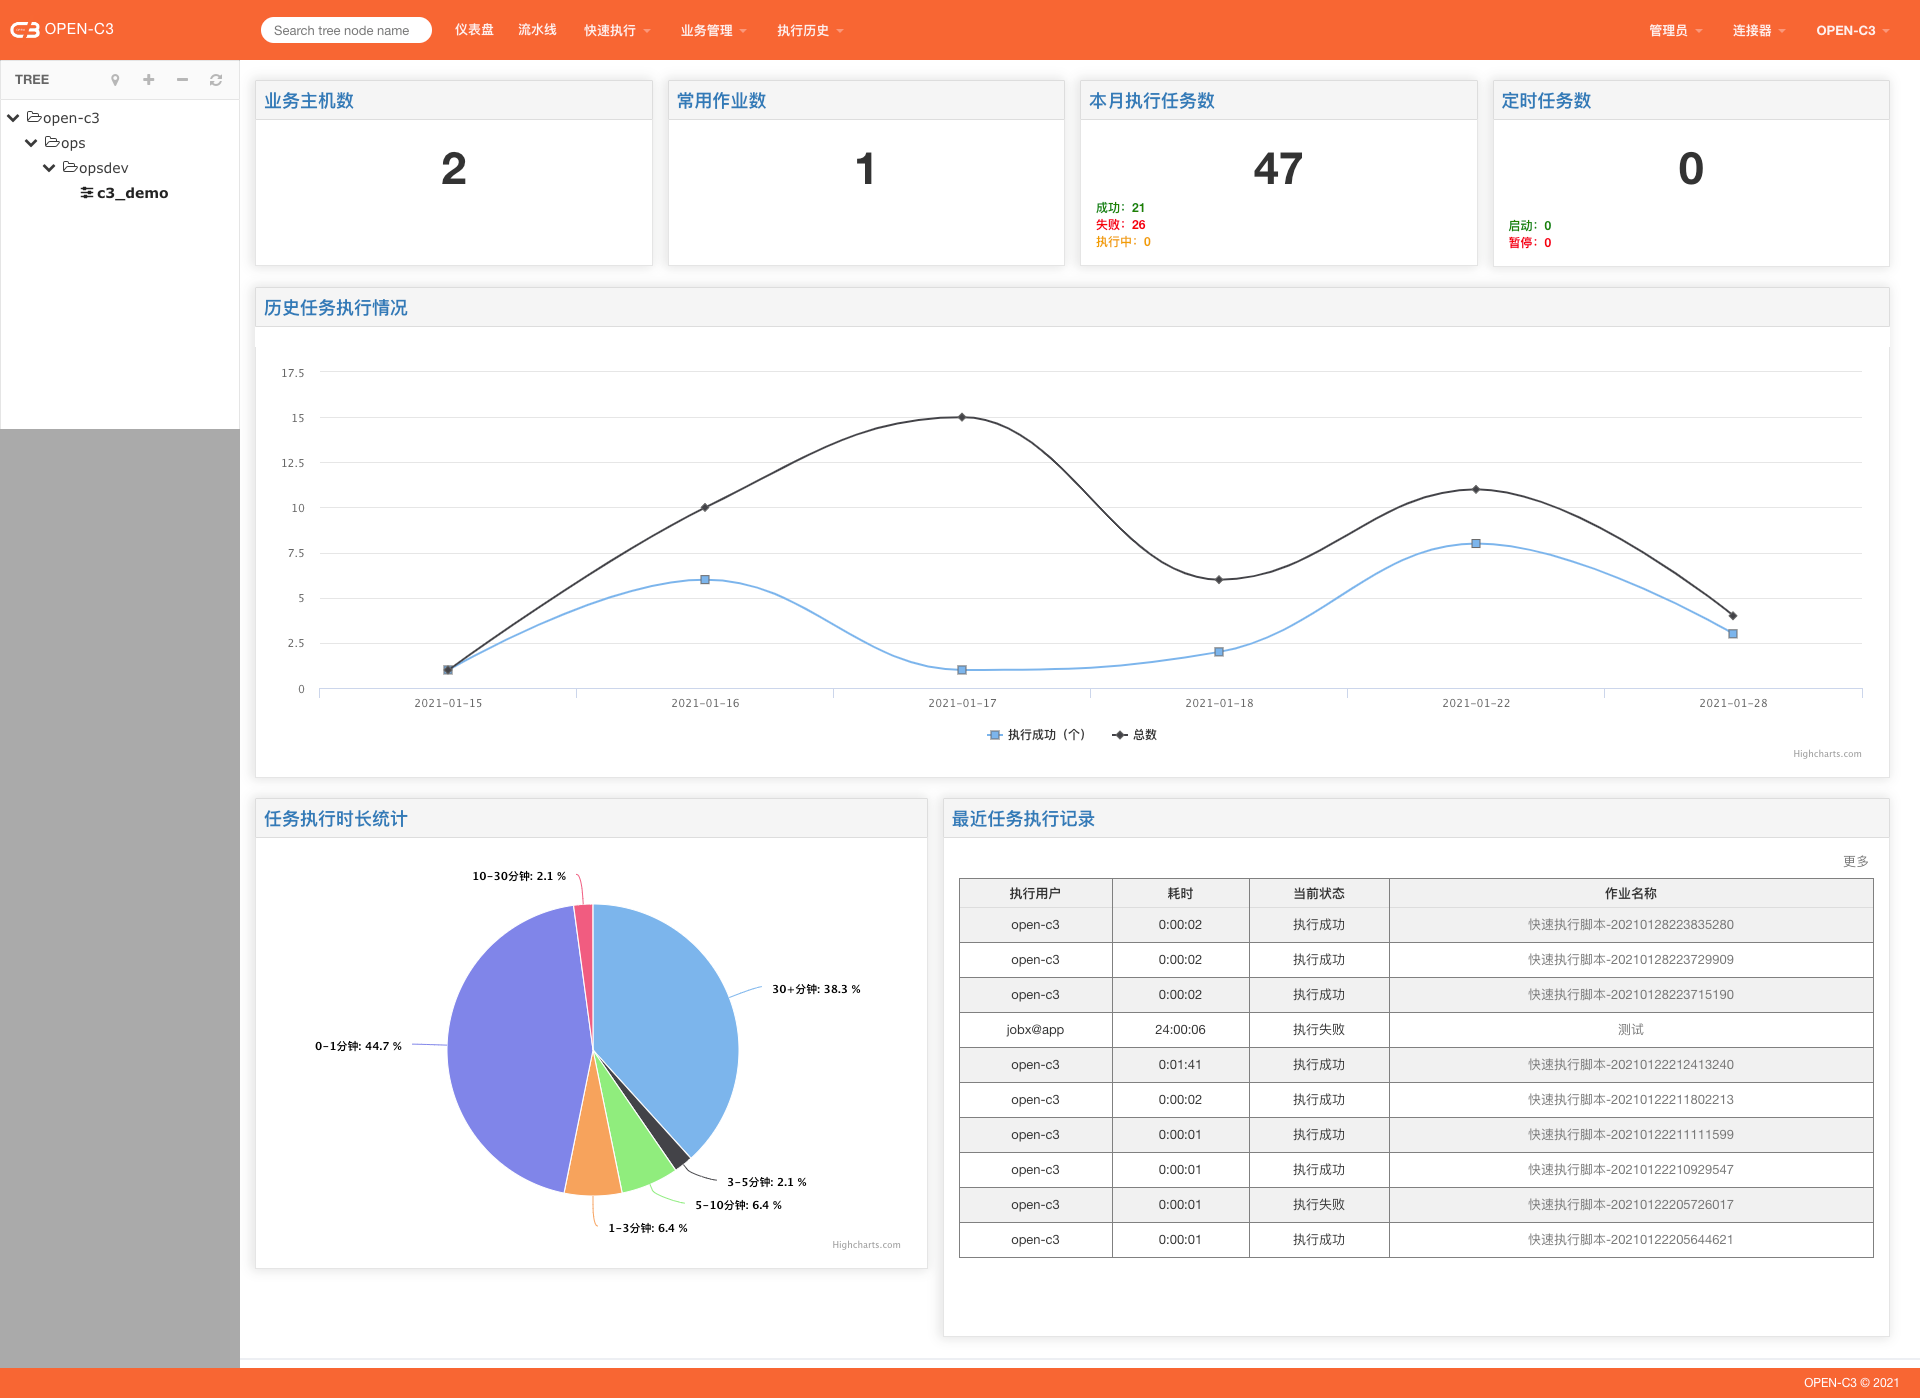 OPEN-C3
Search tree node name
仪表盘 流水线 快速执行 业务管理 执行历史
管理员 连接器 OPEN-C3
TREE
open-c3
ops
opsdev
c3_demo
业务主机数
2
常用作业数
1
本月执行任务数
47
成功：21
失败：26
执行中：0
定时任务数
0
启动：0
暂停：0
历史任务执行情况
17.5
15
12.5
10
7.5
5
2.5
0
2021-01-15 2021-01-16 2021-01-17 2021-01-18 2021-01-22 2021-01-28
执行成功（个） 总数
Highcharts.com
任务执行时长统计
10-30分钟: 2.1 %
30+分钟: 38.3 %
0-1分钟: 44.7 %
3-5分钟: 2.1 %
5-10分钟: 6.4 %
1-3分钟: 6.4 %
Highcharts.com
最近任务执行记录
更多
执行用户 耗时 当前状态 作业名称
open-c3 0:00:02 执行成功 快速执行脚本-20210128223835280
open-c3 0:00:02 执行成功 快速执行脚本-20210128223729909
open-c3 0:00:02 执行成功 快速执行脚本-20210128223715190
jobx@app 24:00:06 执行失败 测试
open-c3 0:01:41 执行成功 快速执行脚本-20210122212413240
open-c3 0:00:02 执行成功 快速执行脚本-20210122211802213
open-c3 0:00:01 执行成功 快速执行脚本-20210122211111599
open-c3 0:00:01 执行成功 快速执行脚本-20210122210929547
open-c3 0:00:01 执行失败 快速执行脚本-20210122205726017
open-c3 0:00:01 执行成功 快速执行脚本-20210122205644621
OPEN-C3 © 2021